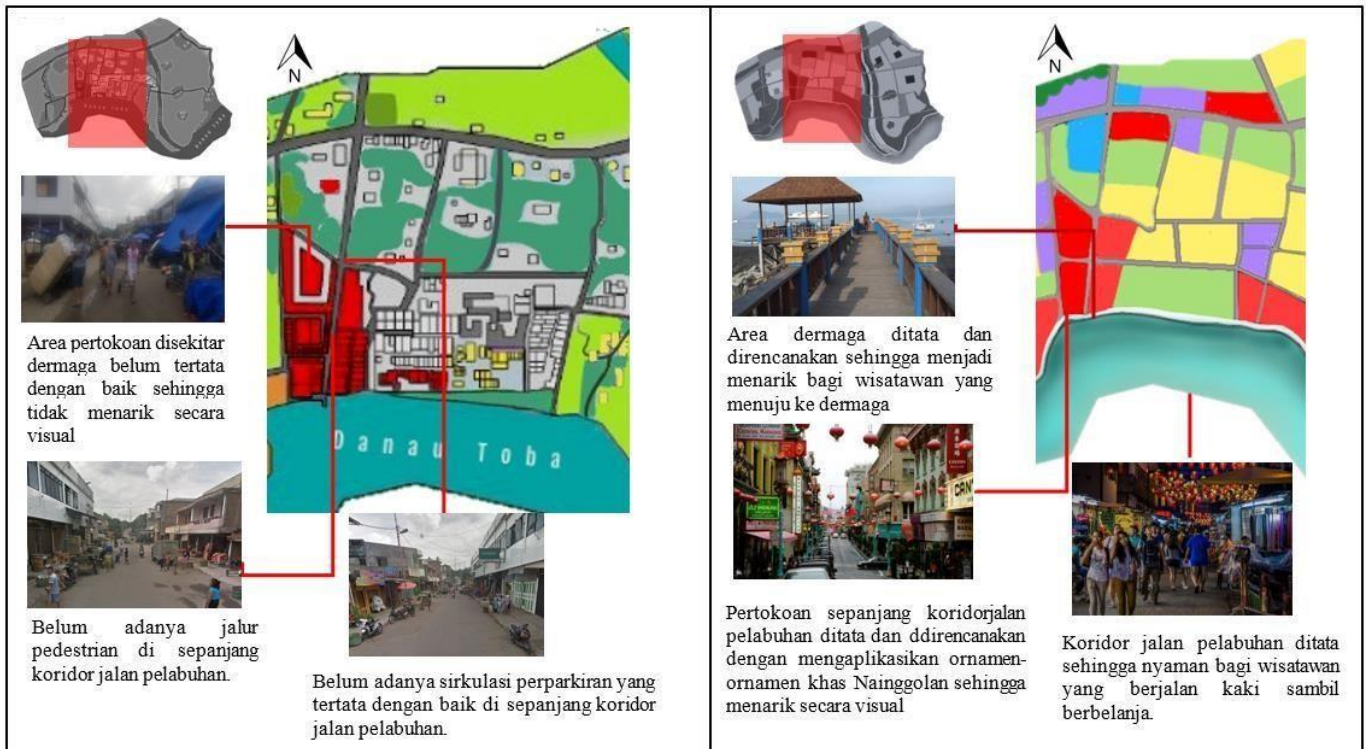 N
Area pertokoan disekitar
dermaga belum tertata
dengan baik sehingga
tidak menarik secara
visual
Danau Toba
Belum adanya jalur
pedestrian di sepanjang
koridor jalan pelabuhan.
Belum adanya sirkulasi perparkiran yang
tertata dengan baik di sepanjang koridor
jalan pelabuhan.
N
Area dermaga ditata dan
direncanakan sehingga menjadi
menarik bagi wisatawan yang
menuju ke dermaga
Pertokoan sepanjang koridorjalan
pelabuhan ditata dan ddirencanakan
dengan mengaplikasikan ornamen-
ornamen khas Nainggolan sehingga
menarik secara visual
Koridor jalan pelabuhan ditata
sehingga nyaman bagi wisatawan
yang berjalan kaki sambil
berbelanja.